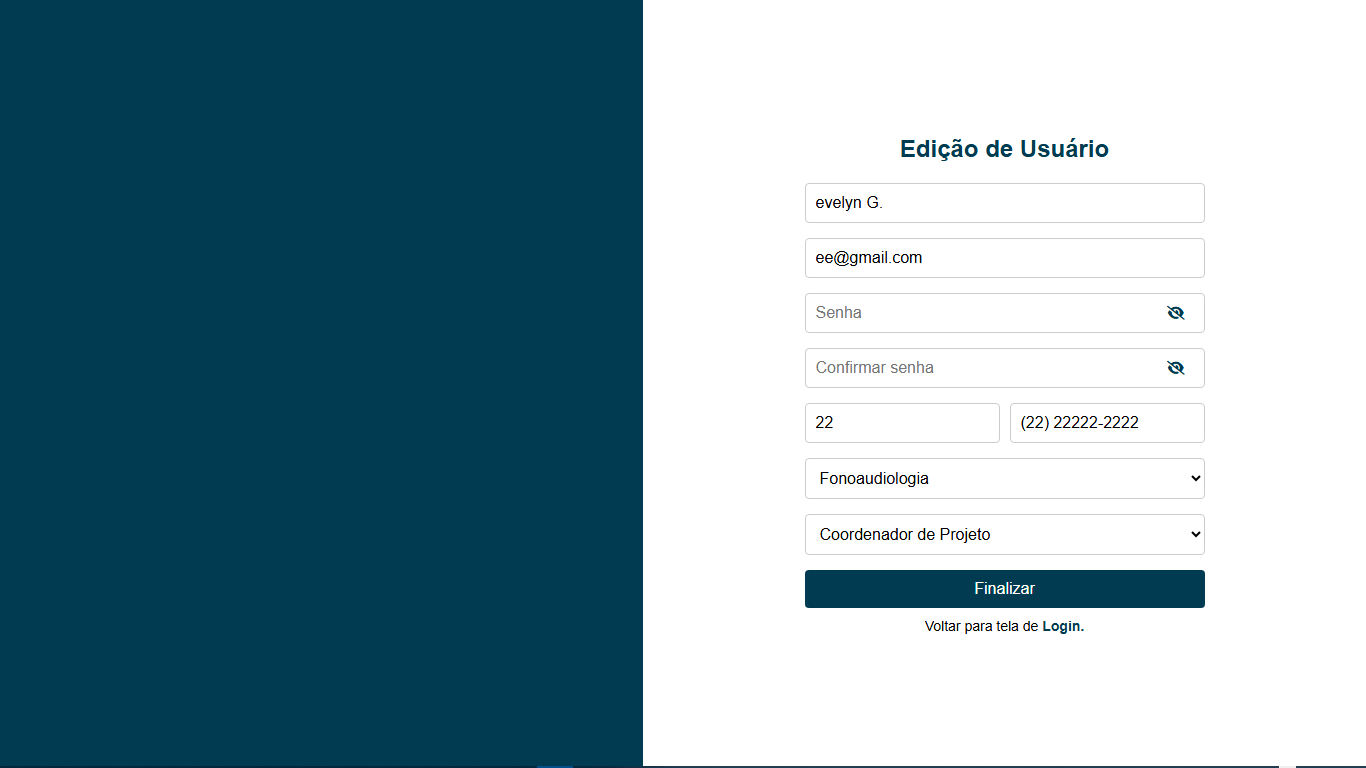 Edição de Usuário
evelyn G.
ee@gmail.com
Senha
Confirmar senha
22 (22) 22222-2222
Fonoaudiologia
Coordenador de Projeto
Finalizar
Voltar para tela de Login.